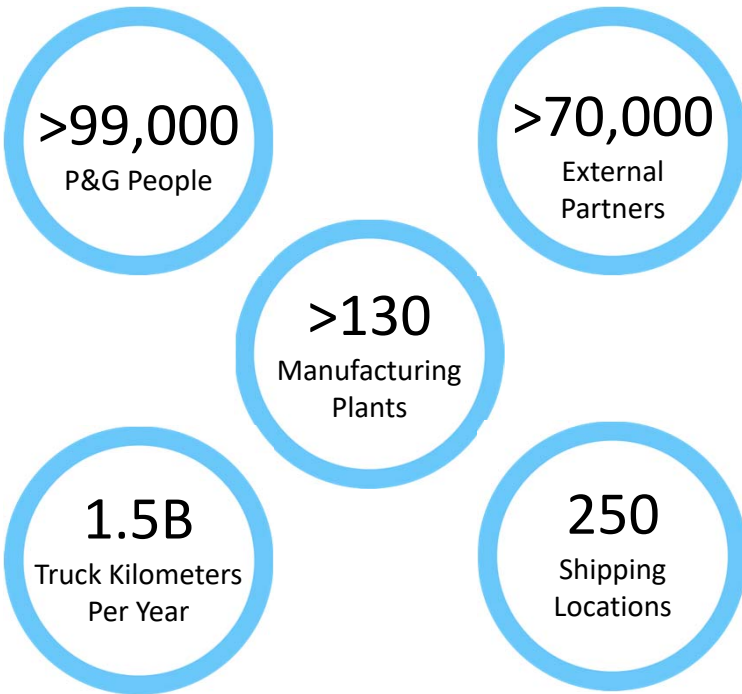 >99,000
P&G People
>70,000
External
Partners
>130
Manufacturing
Plants
1.5B
Truck Kilometers
Per Year
250
Shipping
Locations